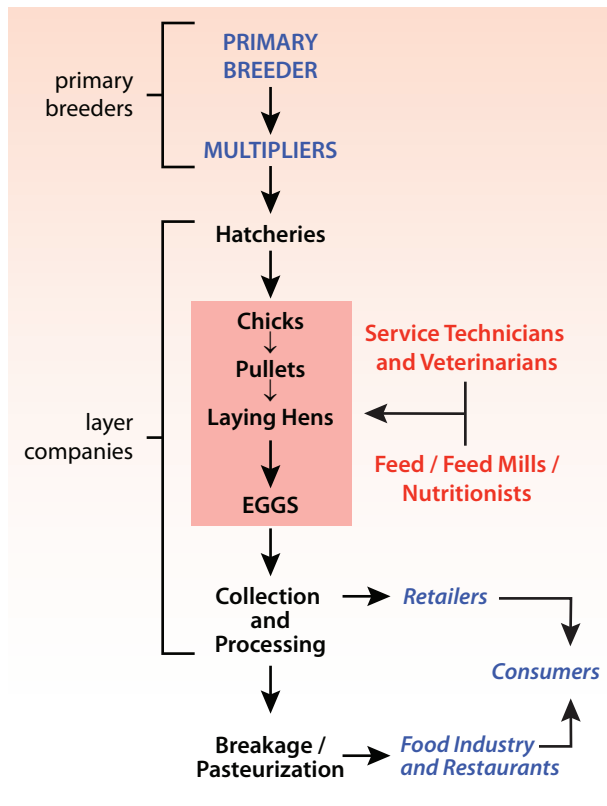 PRIMARY
BREEDER
primary
breeders
MULTIPLIERS
Hatcheries
Chicks
Pullets
Laying Hens
EGGS
Service Technicians
and Veterinarians
Feed / Feed Mills /
Nutritionists
layer
companies
Collection
and
Processing
Retailers
Consumers
Breakage /
Pasteurization
Food Industry
and Restaurants